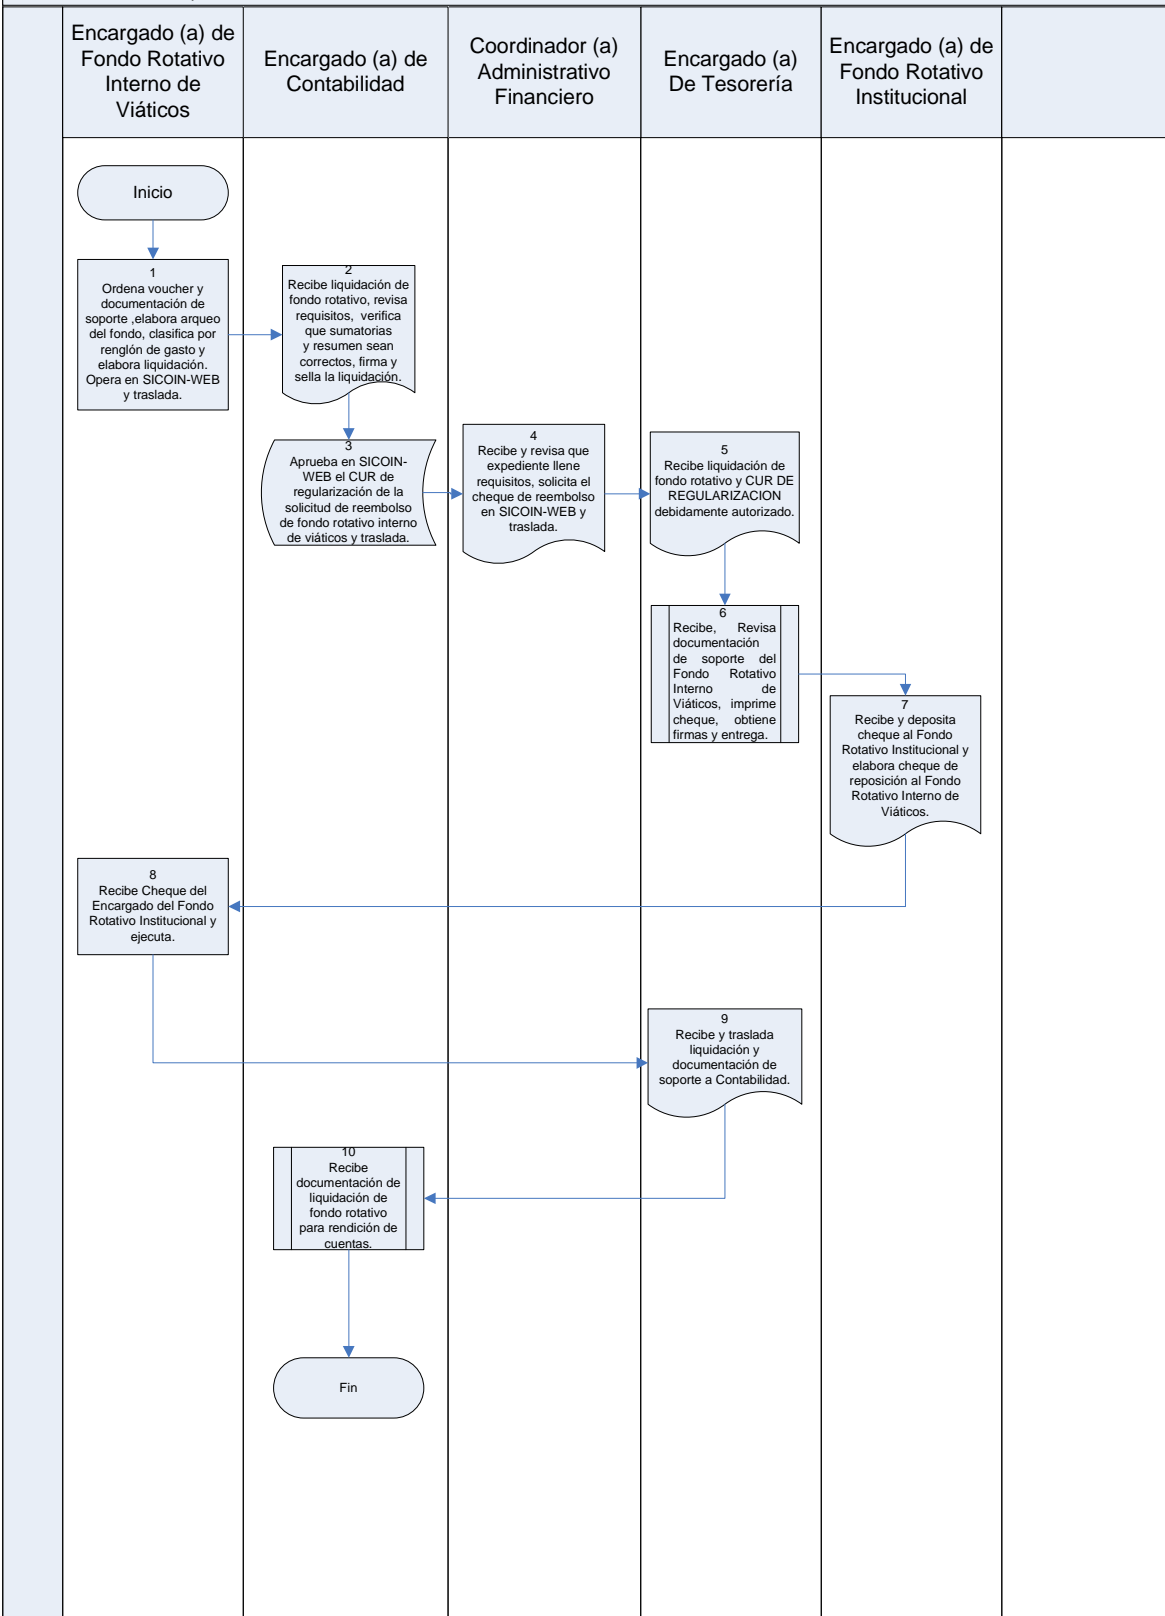 Encargado (a) de
Fondo Rotativo
Interno de
Viáticos
Encargado (a) de
Contabilidad
Coordinador (a)
Administrativo
Financiero
Encargado (a)
De Tesorería
Encargado (a) de
Fondo Rotativo
Institucional
Inicio
1
Ordena voucher y
documentación de
soporte ,elabora arqueo
del fondo, clasifica por
renglón de gasto y
elabora liquidación.
Opera en SICOIN-WEB
y traslada.
2
Recibe liquidación de
fondo rotativo, revisa
requisitos, verifica
que sumatorias
y resumen sean
correctos, firma y
sella la liquidación.
3
Aprueba en SICOIN-
WEB el CUR de
regularización de la
solicitud de reembolso
de fondo rotativo interno
de viáticos y traslada.
4
Recibe y revisa que
expediente llene
requisitos, solicita el
cheque de reembolso
en SICOIN-WEB y
traslada.
5
Recibe liquidación de
fondo rotativo y CUR DE
REGULARIZACION
debidamente autorizado.
6
Recibe, Revisa
documentación
de soporte del
Fondo Rotativo
Interno de
Viáticos, imprime
cheque, obtiene
firmas y entrega.
7
Recibe y deposita
cheque al Fondo
Rotativo Institucional y
elabora cheque de
reposición al Fondo
Rotativo Interno de
Viáticos.
8
Recibe Cheque del
Encargado del Fondo
Rotativo Institucional y
ejecuta.
9
Recibe y traslada
liquidación y
documentación de
soporte a Contabilidad.
10
Recibe
documentación de
liquidación de
fondo rotativo
para rendición de
cuentas.
Fin